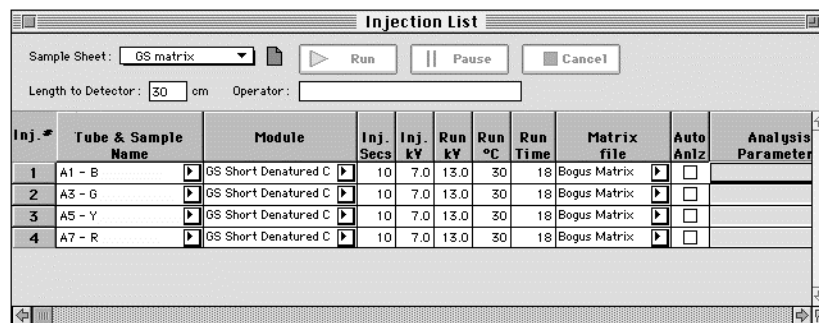 Injection List
Sample Sheet: GS matrix Run Pause Cancel
Length to Detector: 30 cm Operator:
Inj.# Tube & Sample Name Module Inj. Secs Inj. kV Run kV Run °C Run Time Matrix file Auto Anlz Analysis Parameter
1 A1 - B GS Short Denatured C 10 7.0 13.0 30 18 Bogus Matrix
2 A3 - G GS Short Denatured C 10 7.0 13.0 30 18 Bogus Matrix
3 A5 - Y GS Short Denatured C 10 7.0 13.0 30 18 Bogus Matrix
4 A7 - R GS Short Denatured C 10 7.0 13.0 30 18 Bogus Matrix